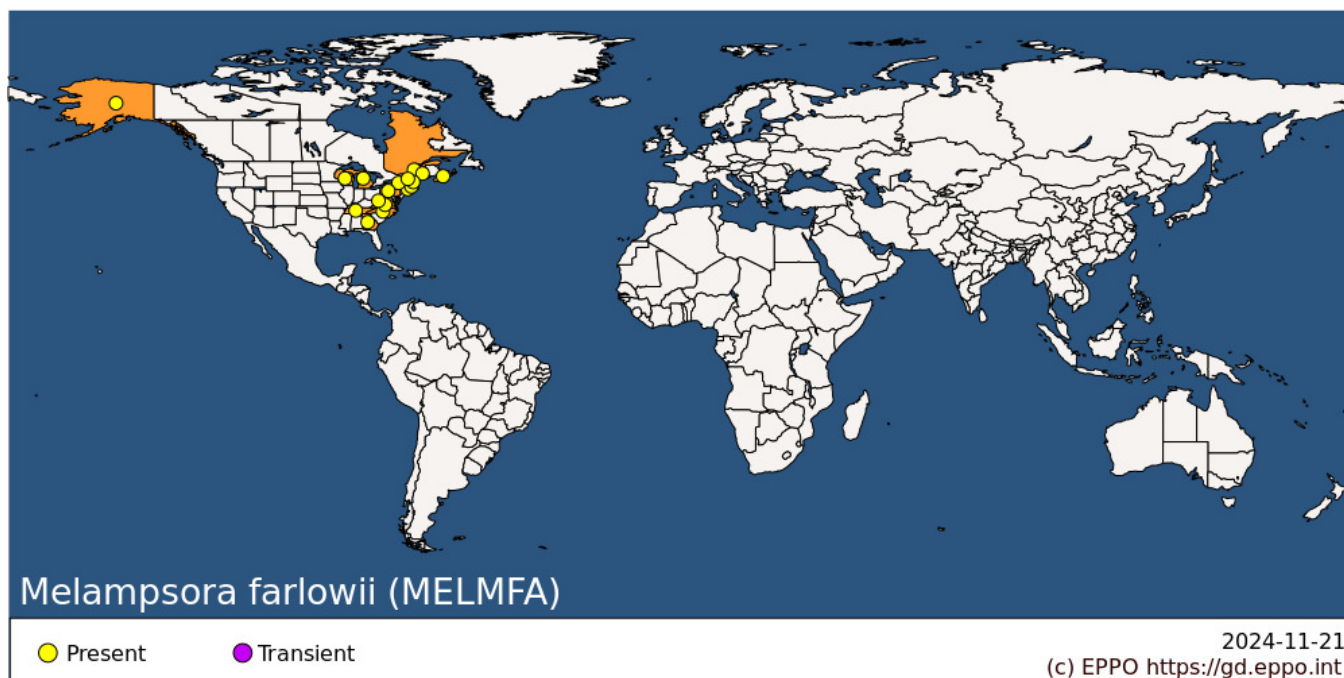 Melampsora farlowii (MELMFA)
Present
Transient
2024-11-21
(c) EPPO https://gd.eppo.int